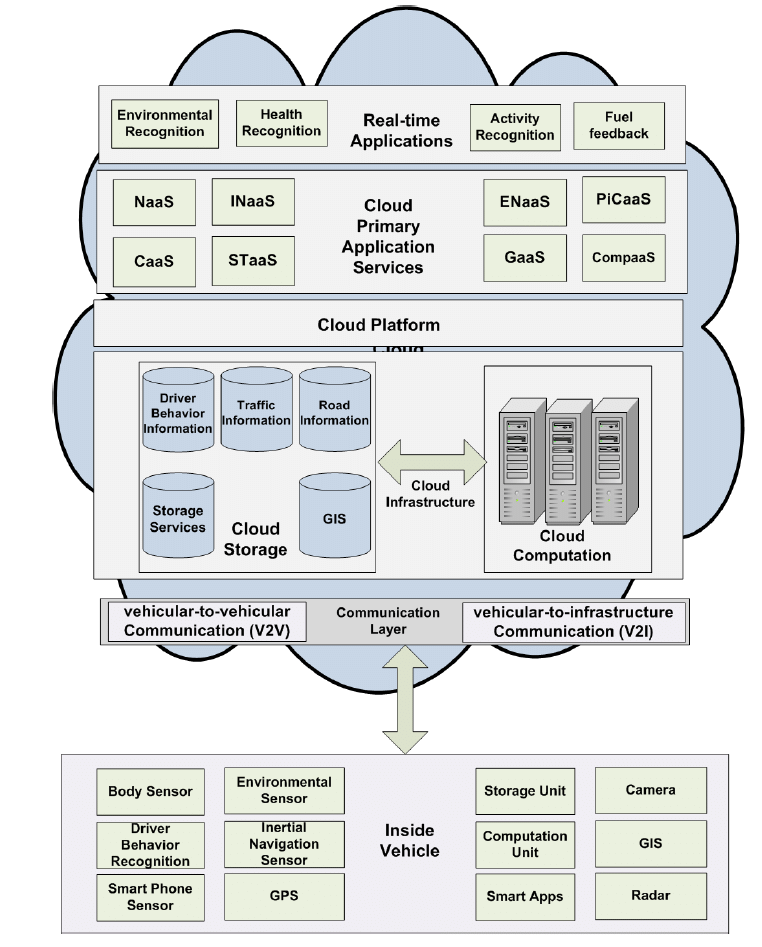 Environmental
Recognition
Health
Recognition
Real-time
Applications
Activity
Recognition
Fuel
feedback
NaaS
INaaS
Cloud
Primary
Application
Services
ENaaS
PiCaaS
CaaS
STaaS
GaaS
CompaaS
Cloud Platform
Cloud
Driver
Behavior
Information
Traffic
Information
Road
Information
Storage
Services
Cloud
Storage
GIS
Cloud
Infrastructure
Cloud
Computation
vehicular-to-vehicular
Communication (V2V)
Communication
Layer
vehicular-to-infrastructure
Communication (V2I)
Body Sensor
Environmental
Sensor
Driver
Behavior
Recognition
Inertial
Navigation
Sensor
Smart Phone
Sensor
GPS
Inside
Vehicle
Storage Unit
Camera
Computation
Unit
GIS
Smart Apps
Radar